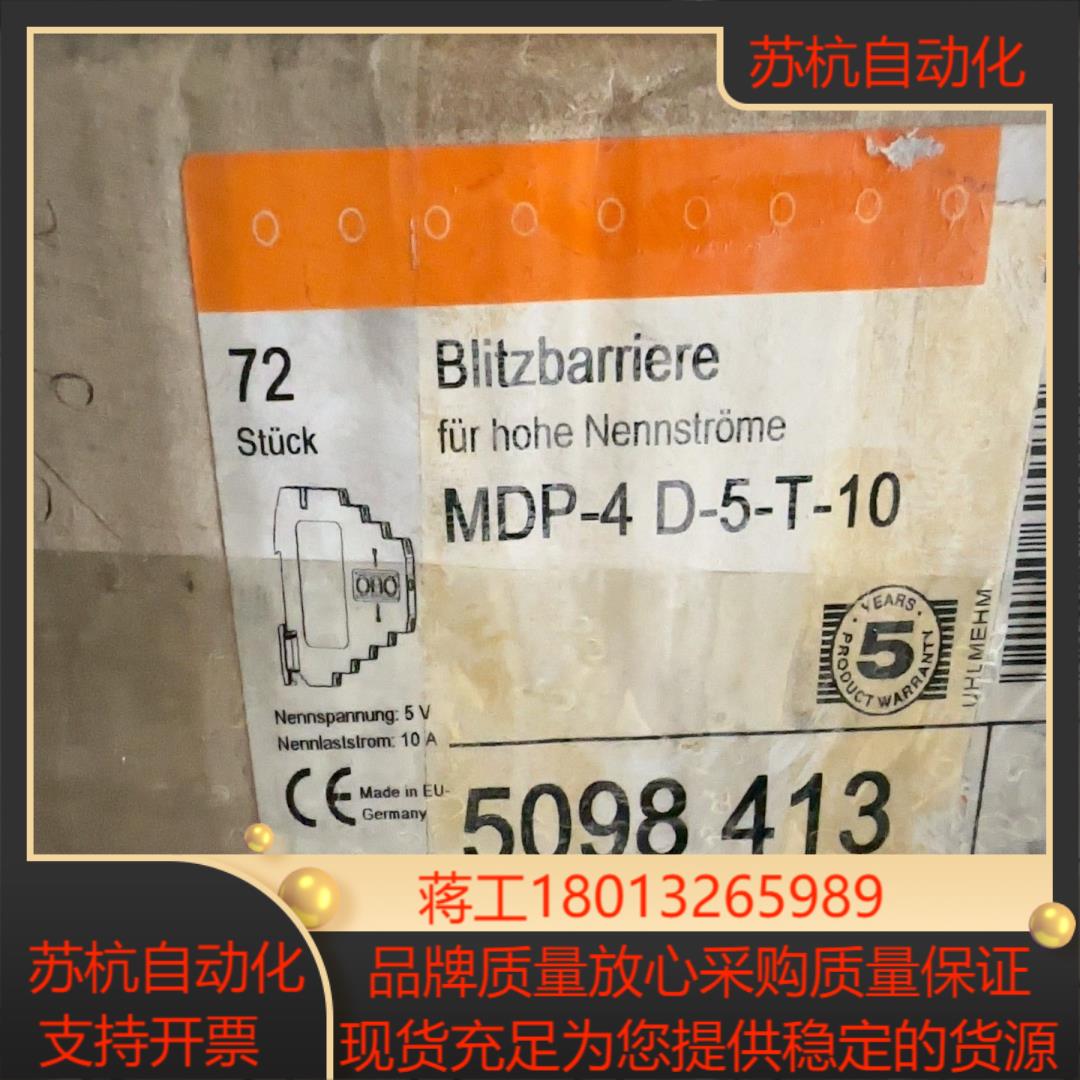 苏杭自动化
72
Stück
Blitzbarriere
für hohe Nennströme
MDP-4 D-5-T-10
OBO
YEARS
5
PRODUCT WARRANTY
UHLMEHM
Nennspannung: 5 V
Nennlaststrom: 10 A
CE
Made in EU-
Germany
5098 413
蒋工18013265989
苏杭自动化
支持开票
品牌质量放心采购质量保证
现货充足为您提供稳定的货源